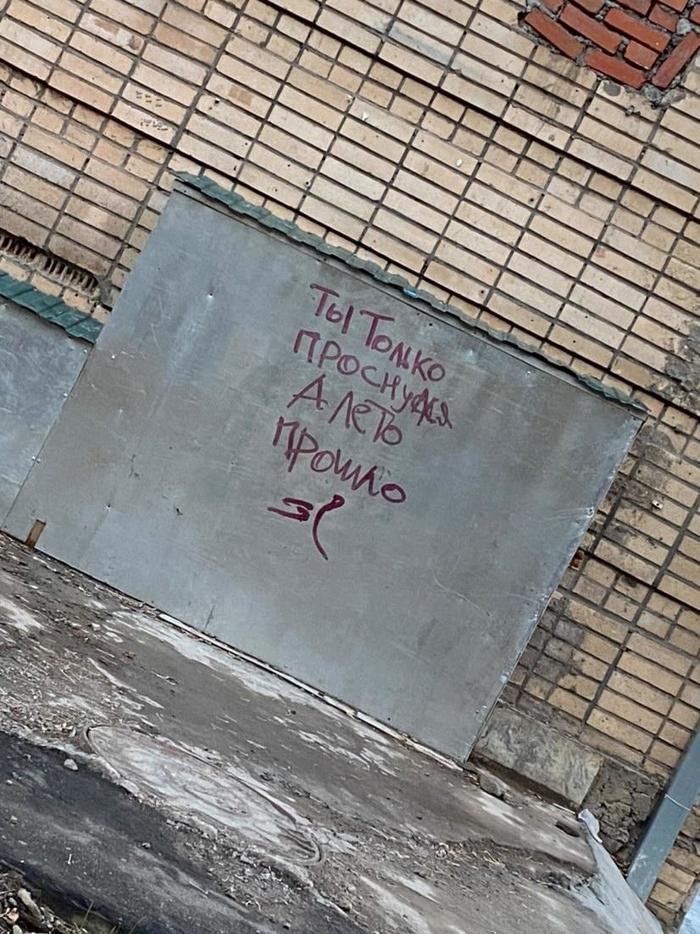 Ты Только
проснулся
А лето
прошло
=(